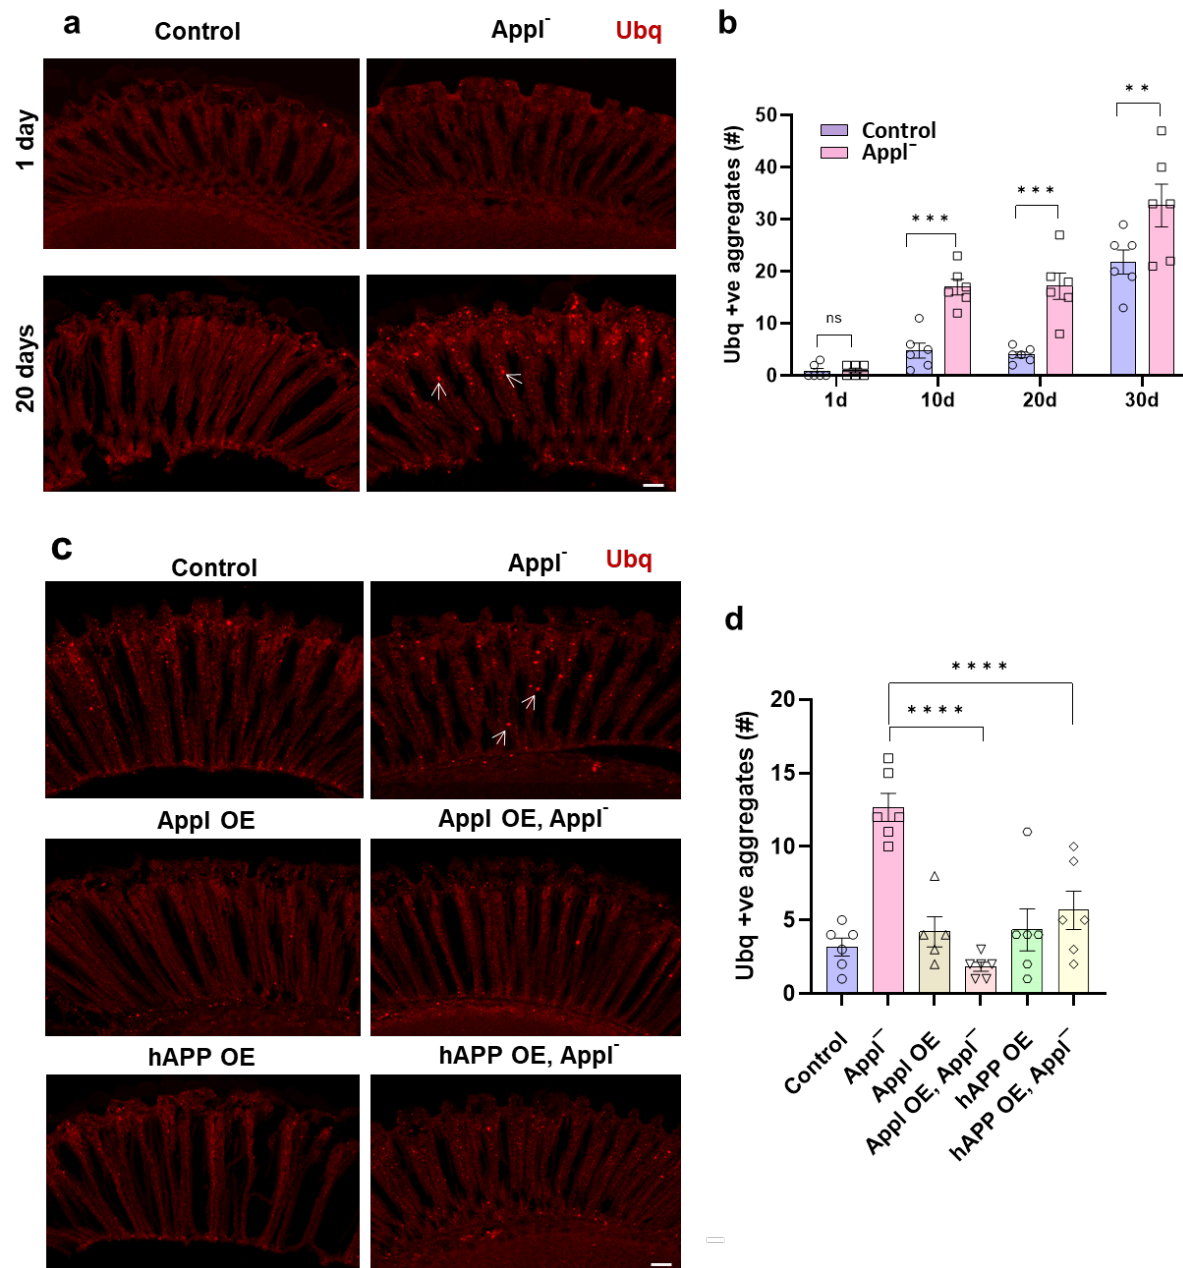 a
Control
Appl⁻
Ubq
1 day
20 days
b
Ubq +ve aggregates (#)
50
40
30
20
10
0
Control
Appl⁻
ns
* * *
* * *
* *
1d
10d
20d
30d
c
Control
Appl⁻
Ubq
Appl OE
Appl OE, Appl⁻
hAPP OE
hAPP OE, Appl⁻
d
Ubq +ve aggregates (#)
20
15
10
5
0
* * * *
* * * *
Control
Appl⁻
Appl OE
Appl OE, Appl⁻
hAPP OE
hAPP OE, Appl⁻